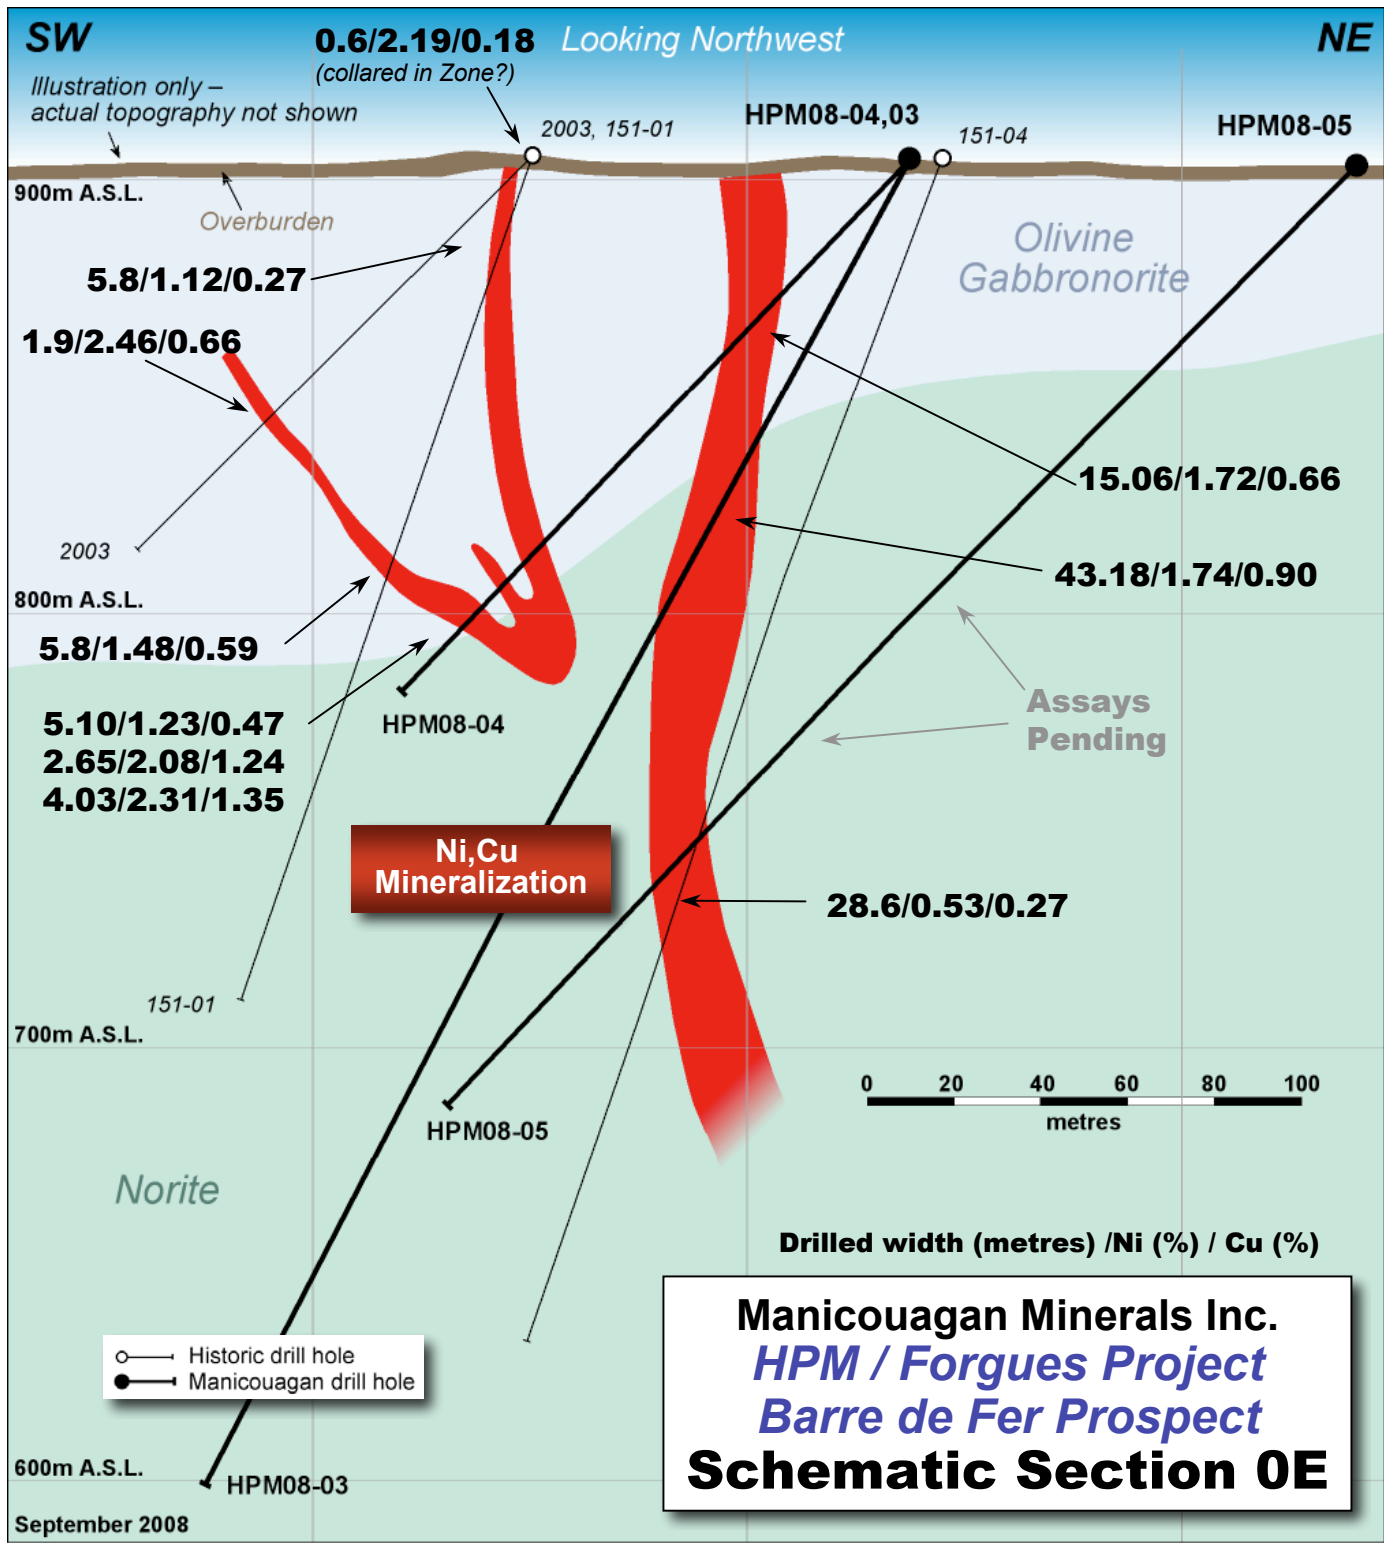 SW
0.6/2.19/0.18
(collared in Zone?)
Looking Northwest
NE
Illustration only –
actual topography not shown
2003, 151-01
HPM08-04,03
151-04
HPM08-05
900m A.S.L.
Overburden
Olivine
Gabbronorite
5.8/1.12/0.27
1.9/2.46/0.66
15.06/1.72/0.66
2003
43.18/1.74/0.90
800m A.S.L.
5.8/1.48/0.59
Assays
Pending
5.10/1.23/0.47
2.65/2.08/1.24
4.03/2.31/1.35
HPM08-04
Ni,Cu
Mineralization
28.6/0.53/0.27
151-01
700m A.S.L.
0 20 40 60 80 100
metres
HPM08-05
Norite
Drilled width (metres) /Ni (%) / Cu (%)
Manicouagan Minerals Inc.
HPM / Forgues Project
Barre de Fer Prospect
Schematic Section 0E
Historic drill hole
Manicouagan drill hole
600m A.S.L.
HPM08-03
September 2008